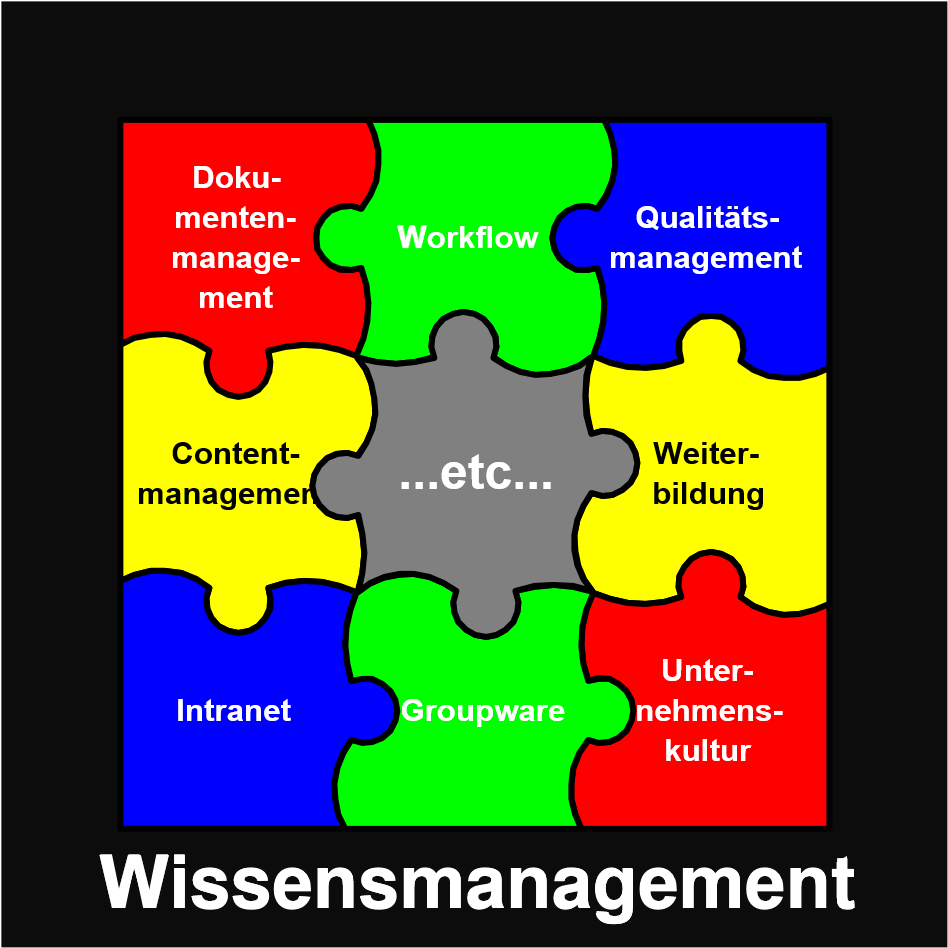 Doku-
menten-
manage-
ment
Workflow
Qualitäts-
management
Content-
managemen
...etc...
Weiter-
bildung
Intranet
Groupware
Unter-
nehmens-
kultur
Wissensmanagement